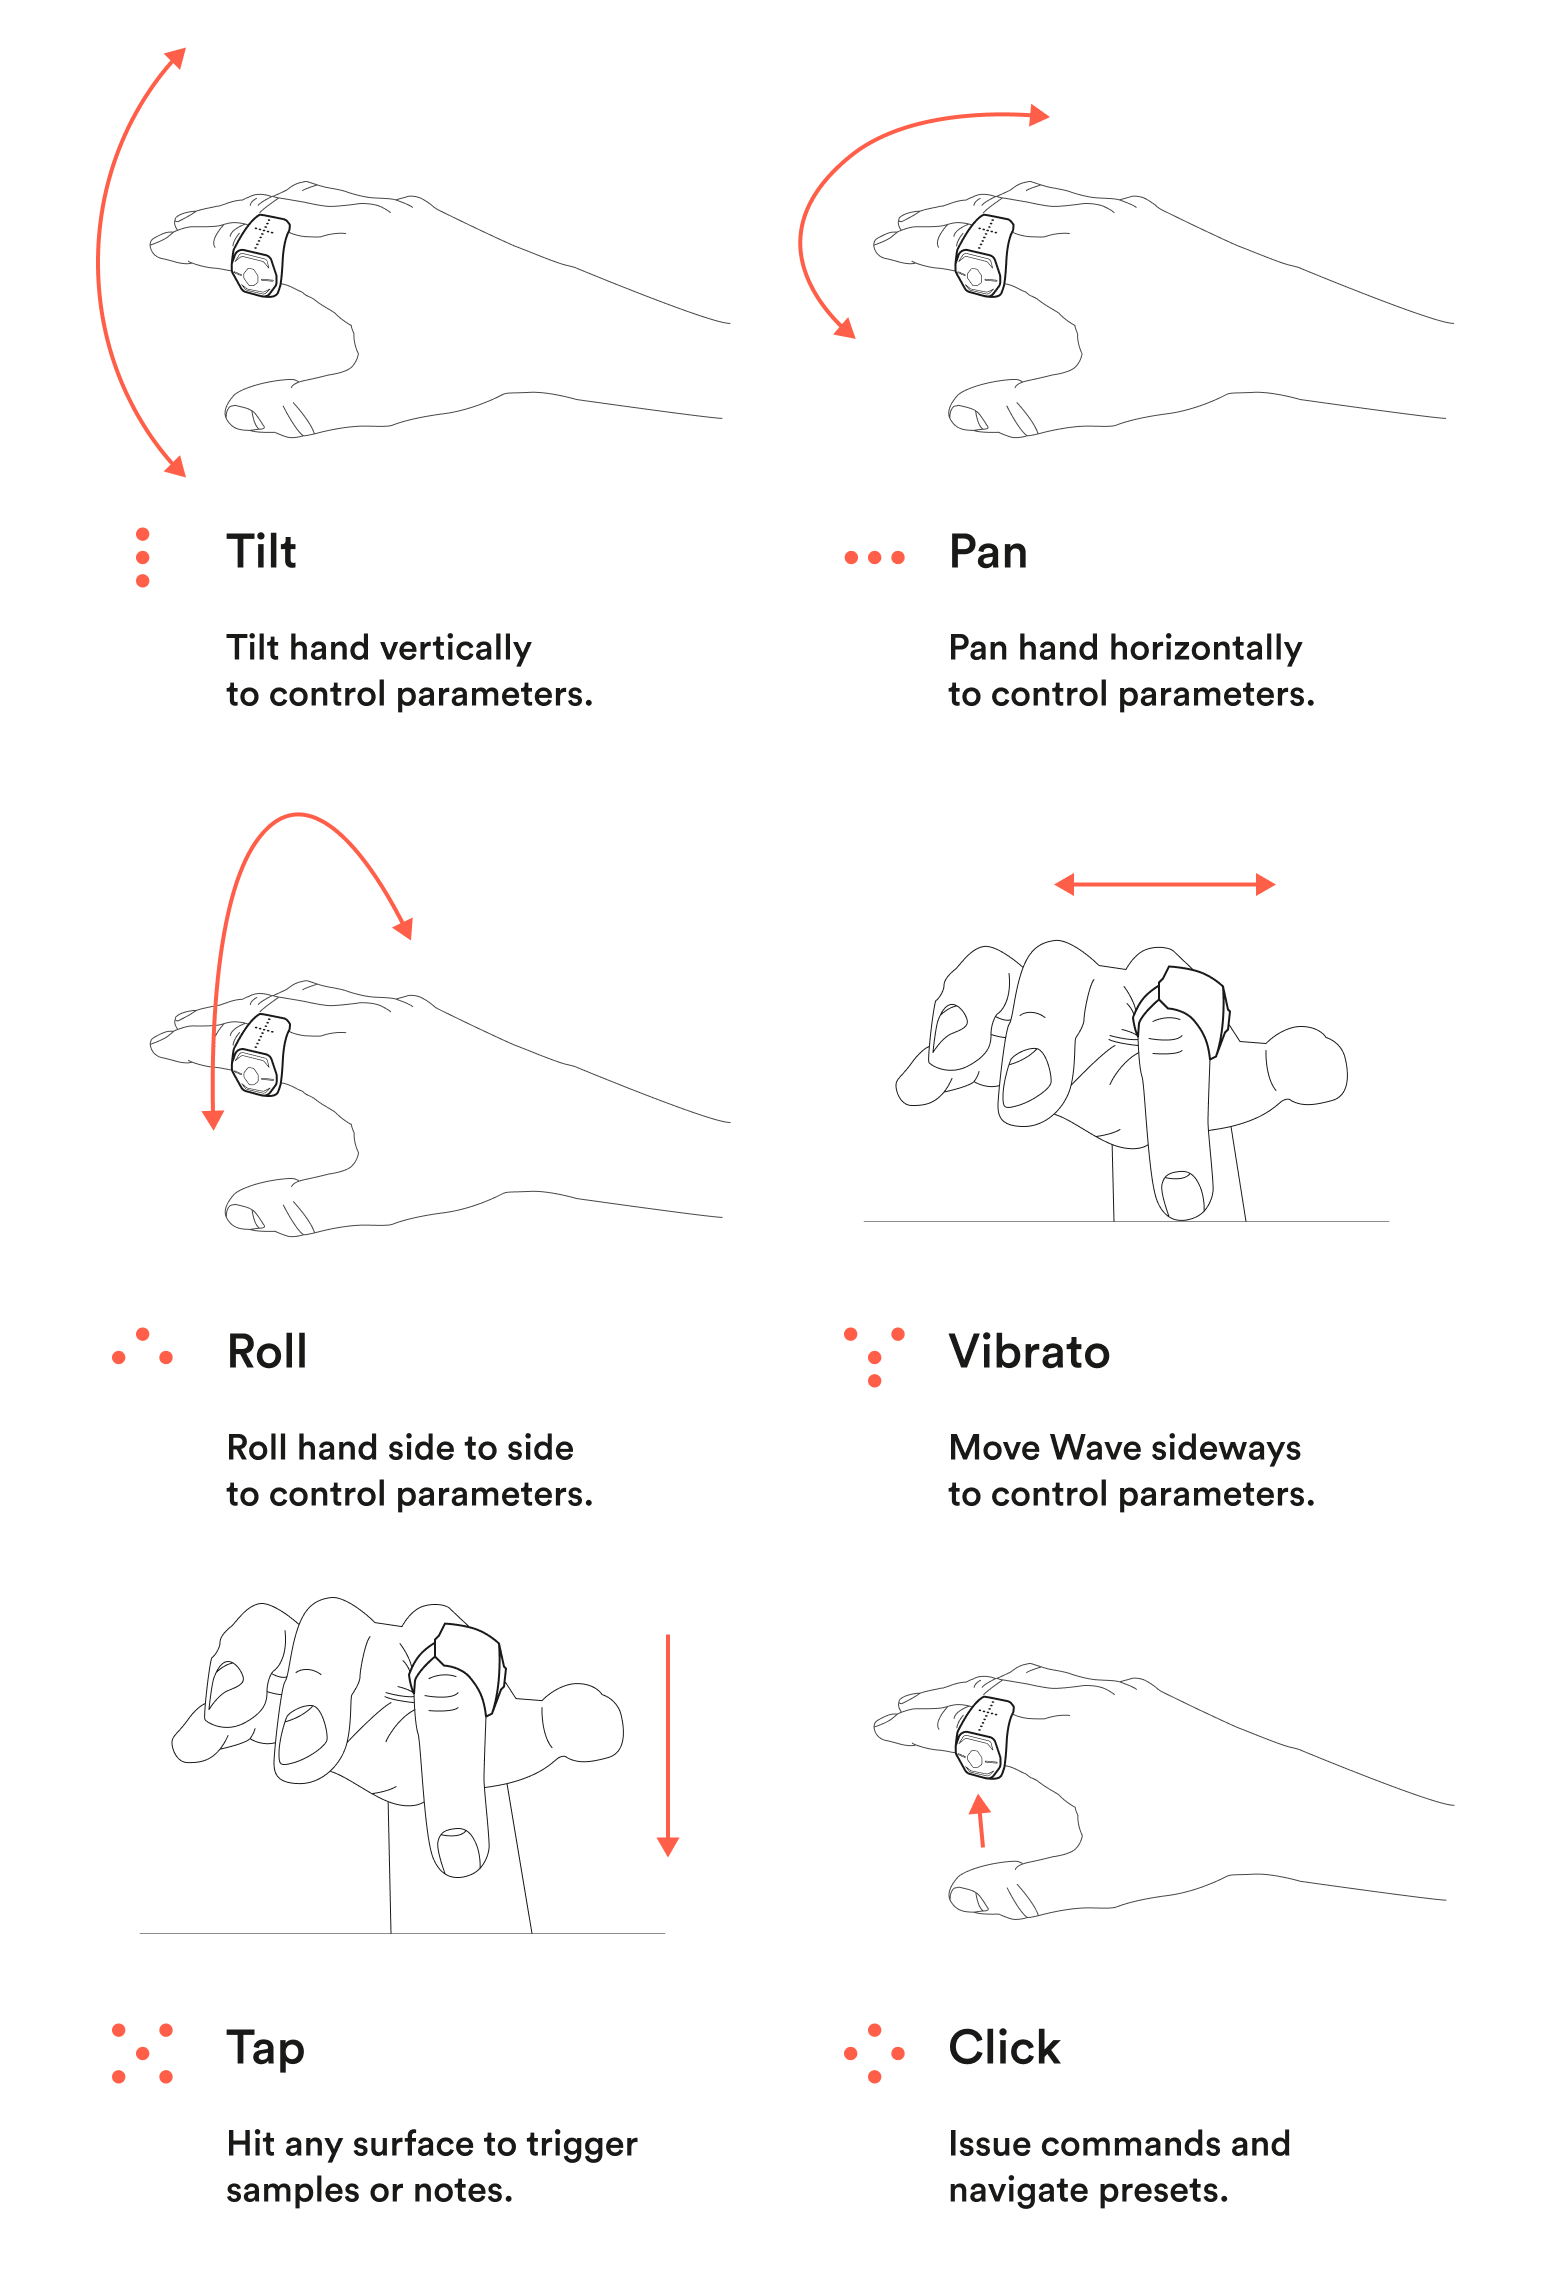 Tilt
Tilt hand vertically
to control parameters.
Pan
Pan hand horizontally
to control parameters.
Roll
Roll hand side to side
to control parameters.
Vibrato
Move Wave sideways
to control parameters.
Tap
Hit any surface to trigger
samples or notes.
Click
Issue commands and
navigate presets.